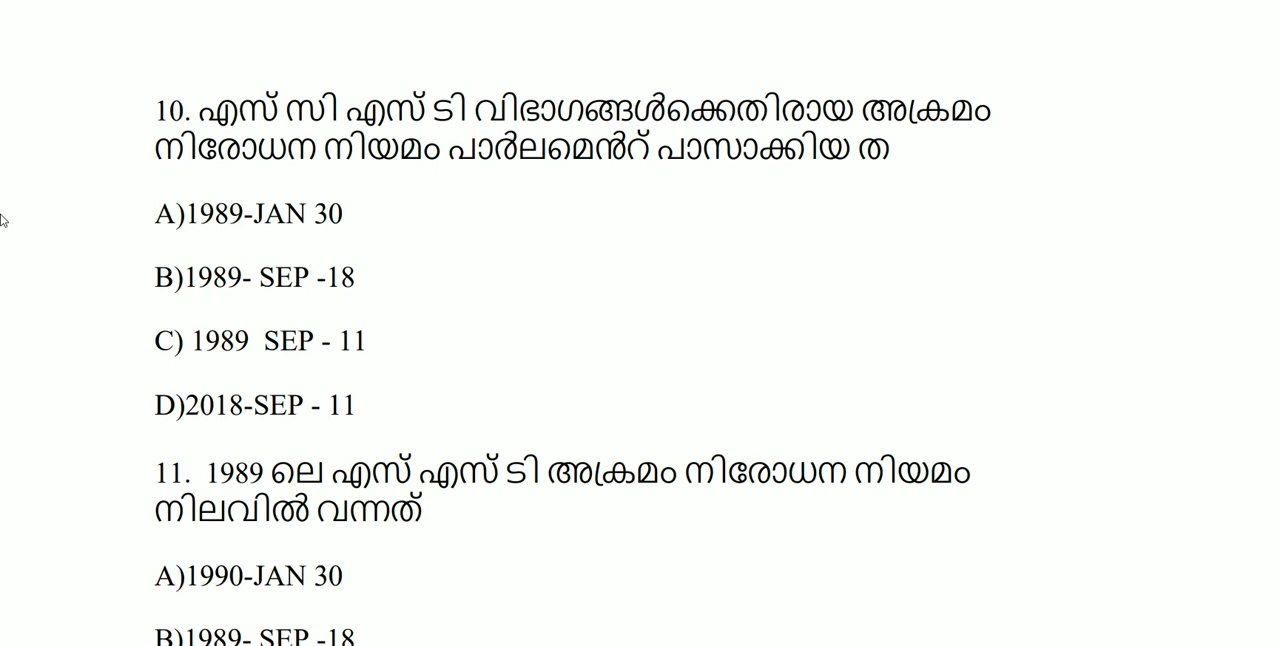 10. എസ് സി എസ് ടി വിഭാഗങ്ങൾക്കെതിരായ അക്രമം
നിരോധന നിയമം പാർലമെൻറ് പാസാക്കിയ ത
A)1989-JAN 30
B)1989- SEP -18
C) 1989  SEP - 11
D)2018-SEP - 11
11.  1989 ലെ എസ് എസ് ടി അക്രമം നിരോധന നിയമം
നിലവിൽ വന്നത്
A)1990-JAN 30
B)1989- SEP -18